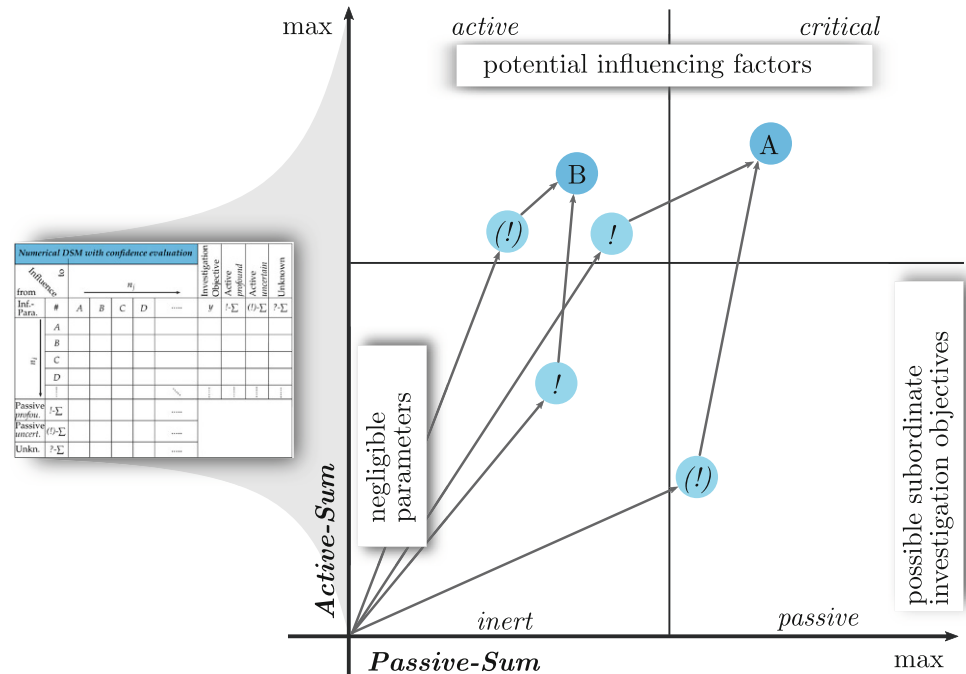 max
active
critical
potential influencing factors
B
A
(!)
!
!
(!)
negligible
parameters
possible subordinate
investigation objectives
Active-Sum
inert
passive
Passive-Sum
max
Numerical DSM with confidence evaluation
Influence
to
from
n_j
Investigation
Objective
Active
profound
Active
uncertain
Unknown
Inf.-
Para.
# A B C D ..... y !-Σ (!)-Σ ?-Σ
n_i
A
B
C
D
Passive
profou.
!-Σ
.....
Passive
uncert.
(!)-Σ
.....
Unkn.
?-Σ
.....